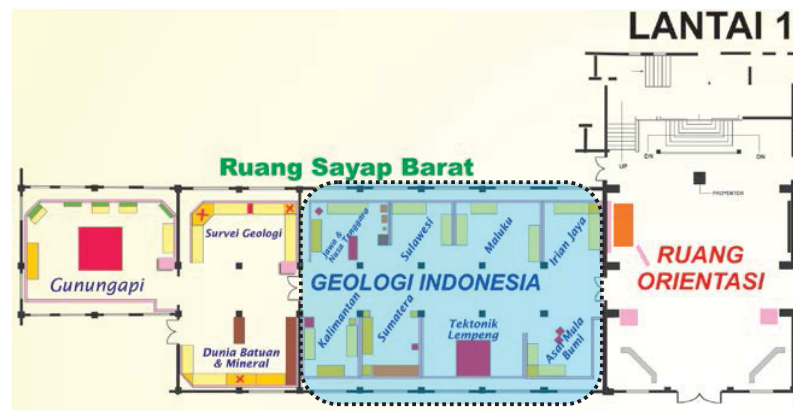 LANTAI 1
UP
DN
DN
PROYEKTOR
Ruang Sayap Barat
Survei Geologi
Jawa &
Nusa Tenggara
Sulawesi
Maluku
Irian Jaya
Gunungapi
GEOLOGI INDONESIA
RUANG
ORIENTASI
Kalimantan
Sumatera
Tektonik
Lempeng
Asal Mula
Bumi
Dunia Batuan
& Mineral